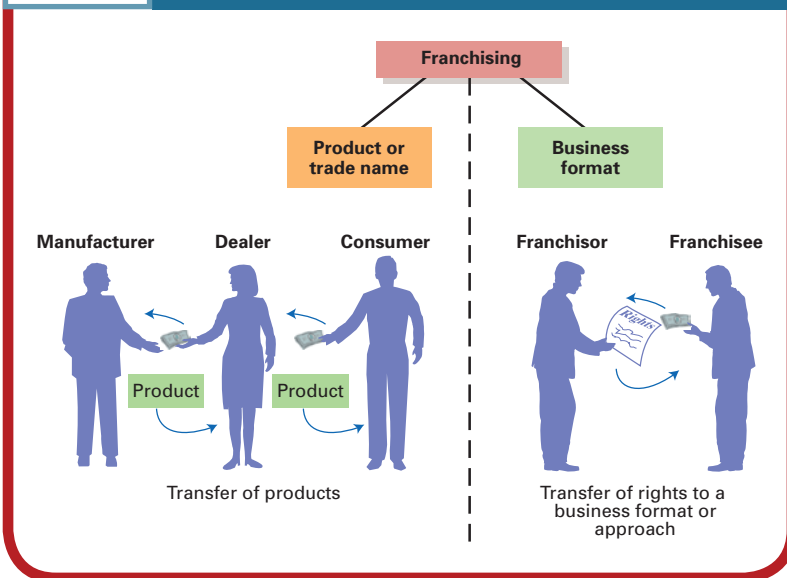 Franchising
Product or
trade name
Business
format
Manufacturer
Dealer
Consumer
Product
Product
Transfer of products
Franchisor
Franchisee
Rights
Transfer of rights to a
business format or
approach